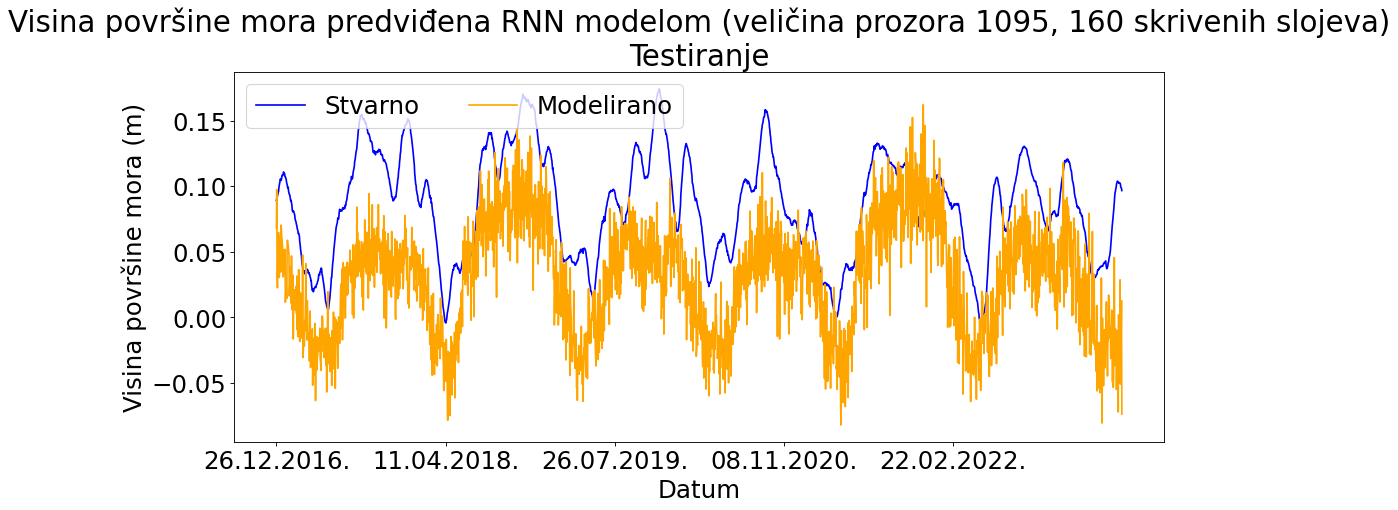 Visina površine mora predviđena RNN modelom (veličina prozora 1095, 160 skrivenih slojeva)
Testiranje
Stvarno
Modelirano
Visina površine mora (m)
0.15
0.10
0.05
0.00
−0.05
26.12.2016.
11.04.2018.
26.07.2019.
08.11.2020.
22.02.2022.
Datum